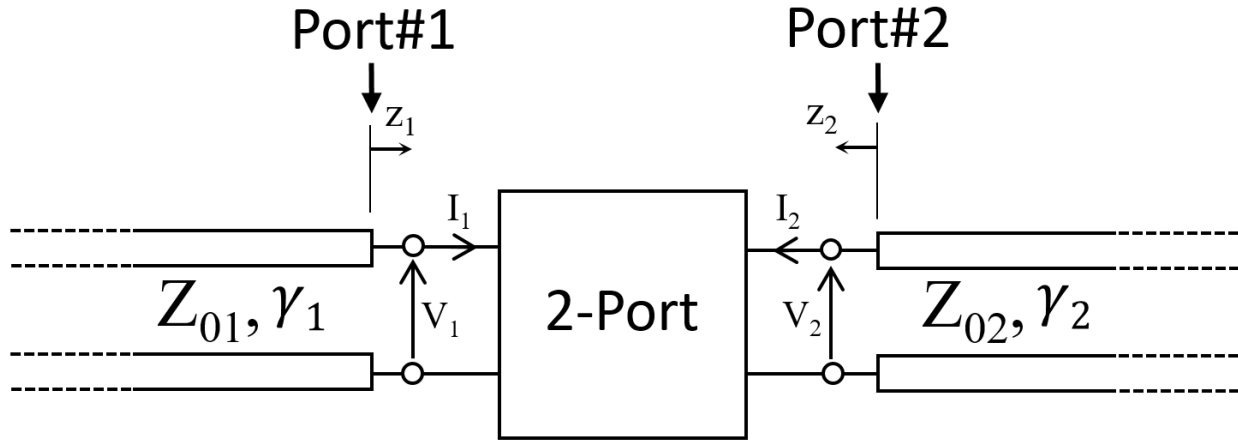 Port#1
Port#2
z₁
z₂
I₁
I₂
Z₀₁, γ₁
V₁
2-Port
V₂
Z₀₂, γ₂